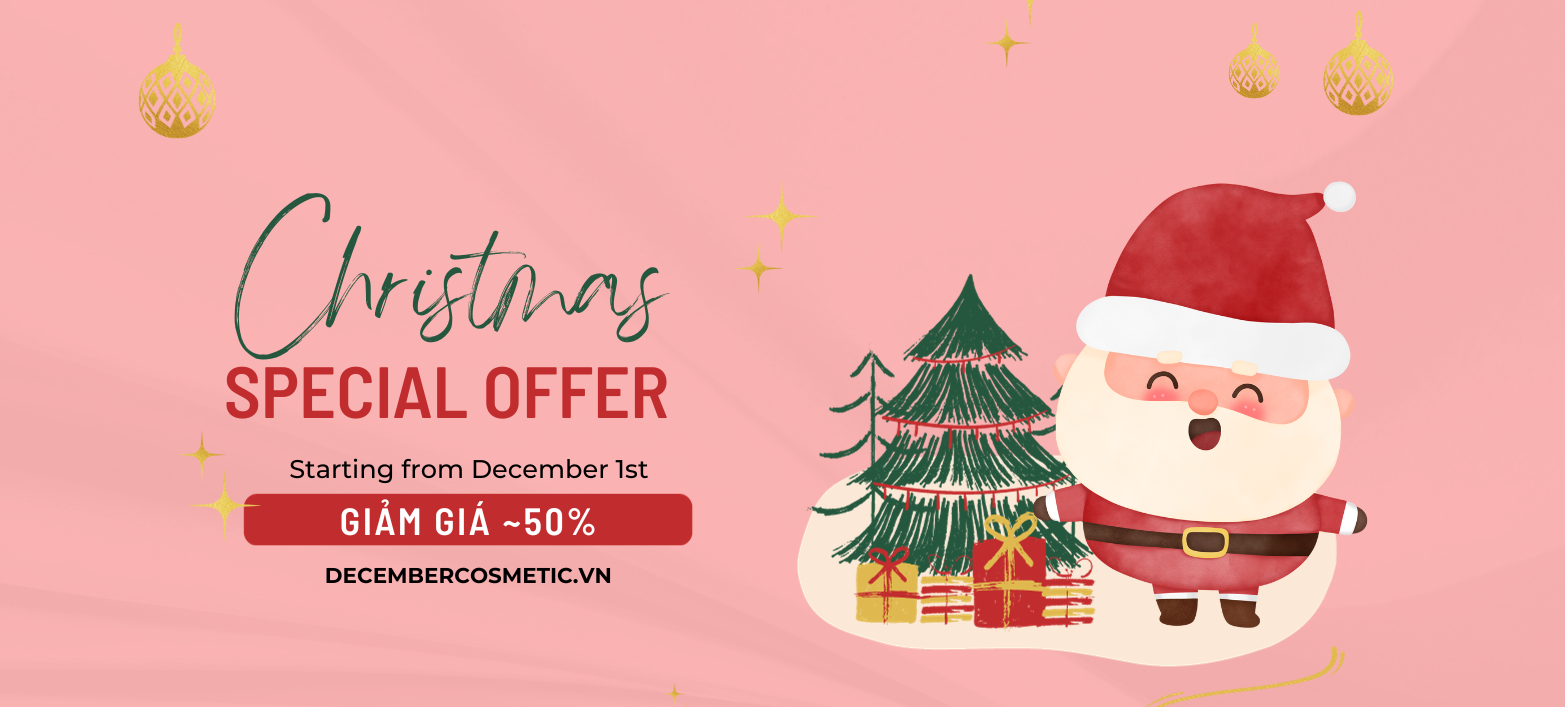 Christmas
SPECIAL OFFER
Starting from December 1st
GIẢM GIÁ ~50%
DECEMBERCOSMETIC.VN